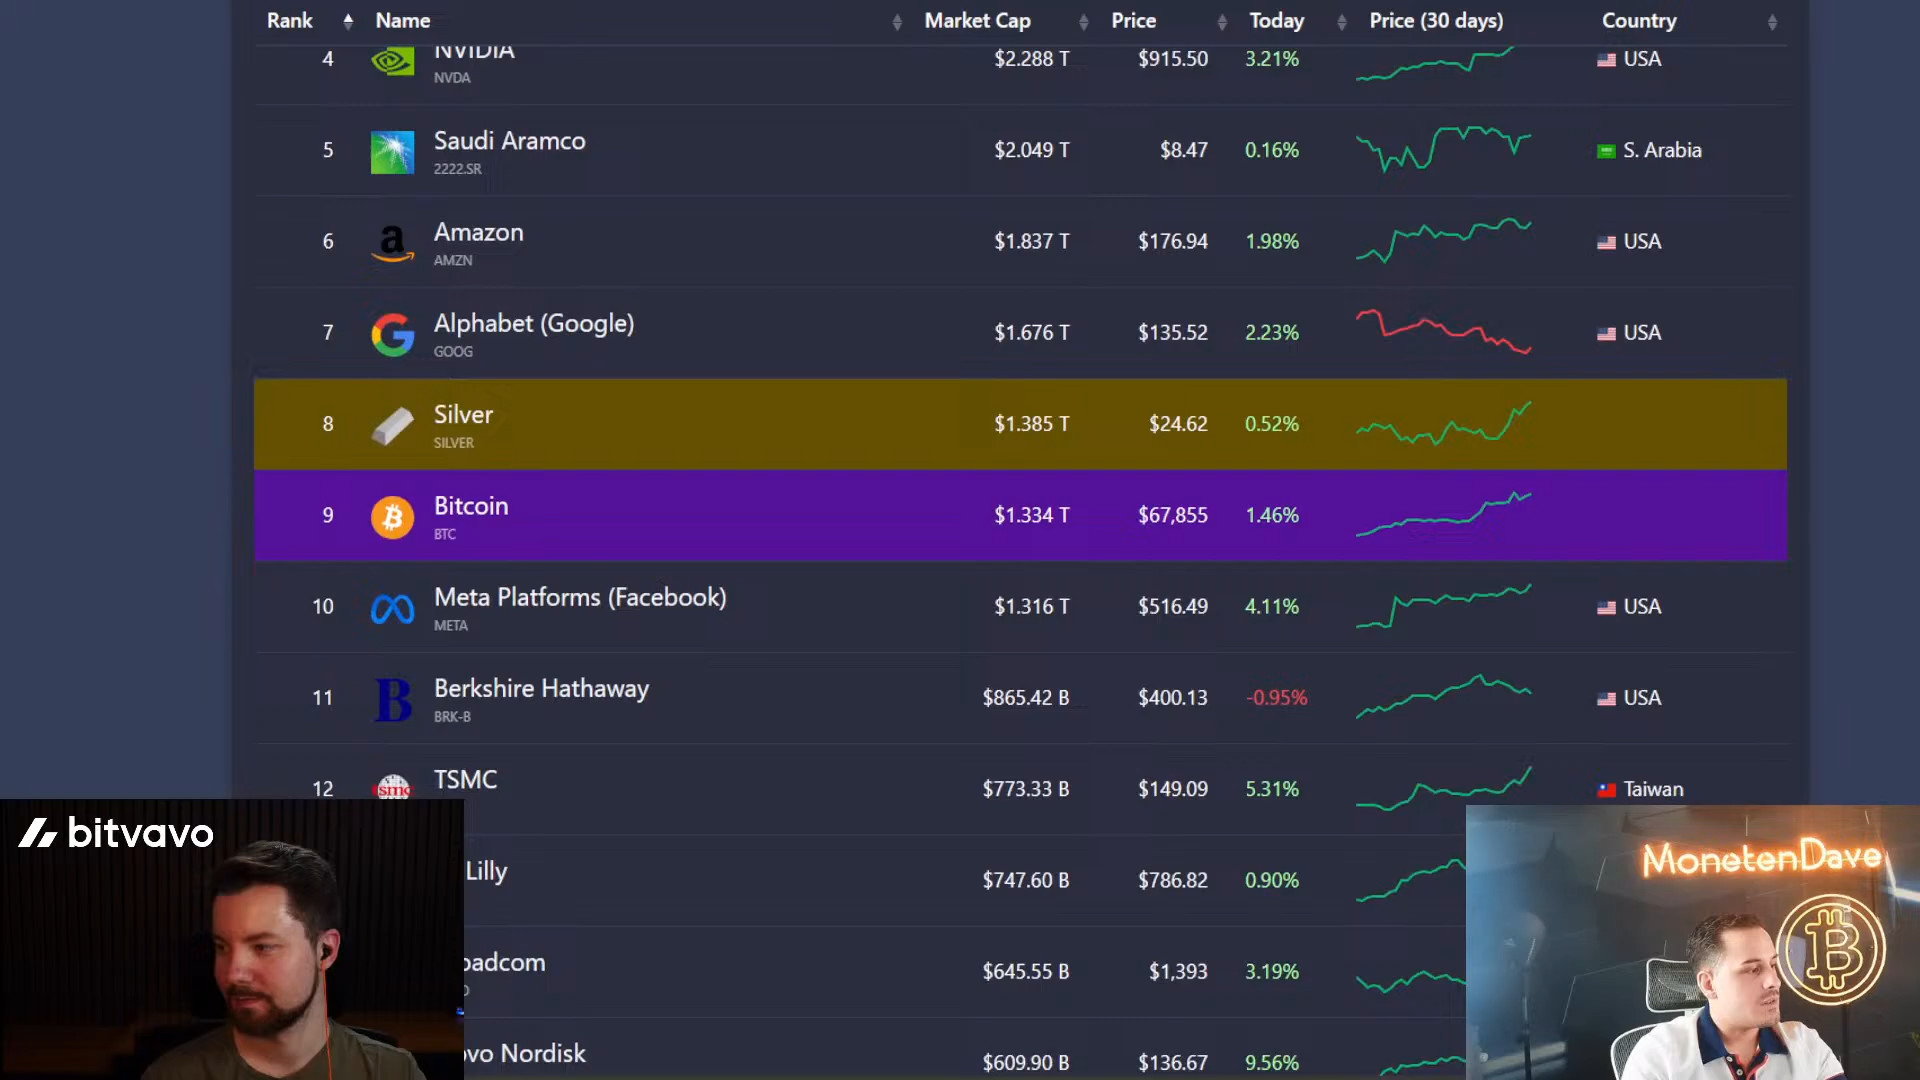 Rank Name Market Cap Price Today Price (30 days) Country
4 NVIDIA $2.288 T $915.50 3.21% USA
NVDA
5 Saudi Aramco $2.049 T $8.47 0.16% S. Arabia
2222.SR
6 Amazon $1.837 T $176.94 1.98% USA
AMZN
7 Alphabet (Google) $1.676 T $135.52 2.23% USA
GOOG
8 Silver $1.385 T $24.62 0.52%
SILVER
9 Bitcoin $1.334 T $67,855 1.46%
BTC
10 Meta Platforms (Facebook) $1.316 T $516.49 4.11% USA
META
11 Berkshire Hathaway $865.42 B $400.13 -0.95% USA
BRK-B
12 TSMC $773.33 B $149.09 5.31% Taiwan
Lilly $747.60 B $786.82 0.90%
oadcom $645.55 B $1,393 3.19%
ovo Nordisk $609.90 B $136.67 9.56%
bitvavo
MonetenDave